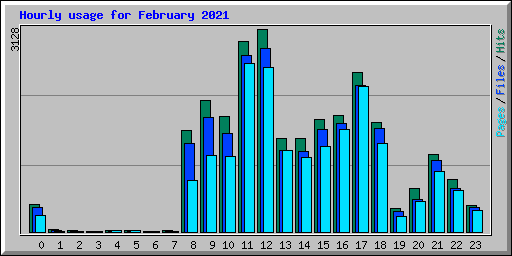 Hourly usage for February 2021
3128
Pages / Files / Hits
0 1 2 3 4 5 6 7 8 9 10 11 12 13 14 15 16 17 18 19 20 21 22 23